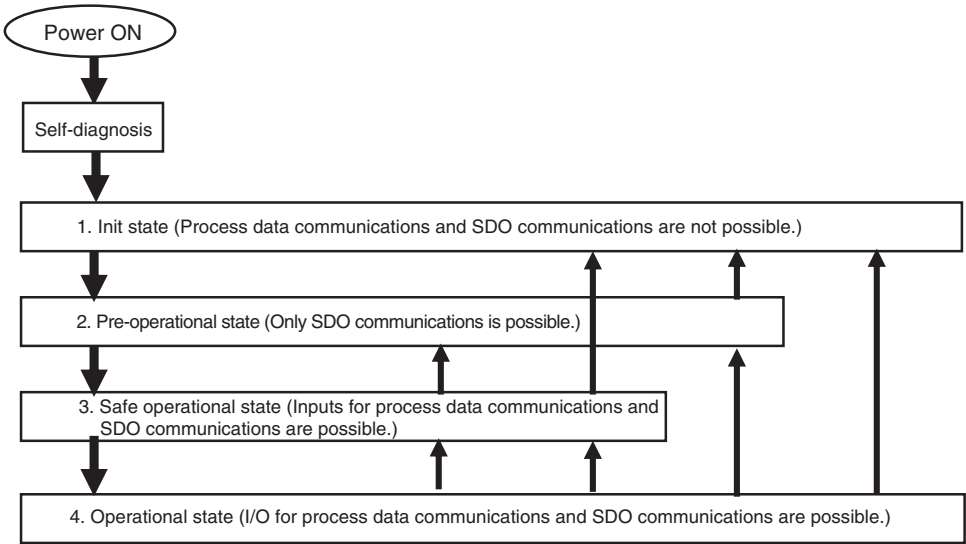 Power ON
Self-diagnosis
1. Init state (Process data communications and SDO communications are not possible.)
2. Pre-operational state (Only SDO communications is possible.)
3. Safe operational state (Inputs for process data communications and
SDO communications are possible.)
4. Operational state (I/O for process data communications and SDO communications are possible.)